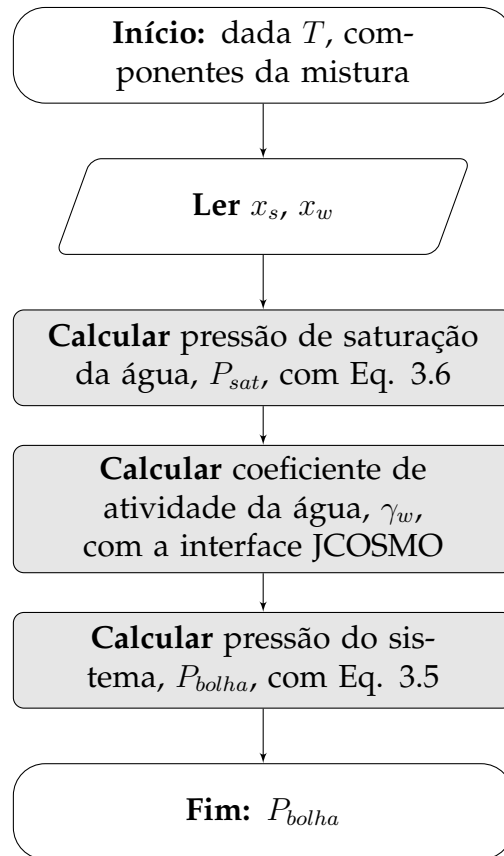 Início: dada T, com-
ponentes da mistura
Ler x_s, x_w
Calcular pressão de saturação
da água, P_sat, com Eq. 3.6
Calcular coeficiente de
atividade da água, γ_w,
com a interface JCOSMO
Calcular pressão do sis-
tema, P_bolha, com Eq. 3.5
Fim: P_bolha